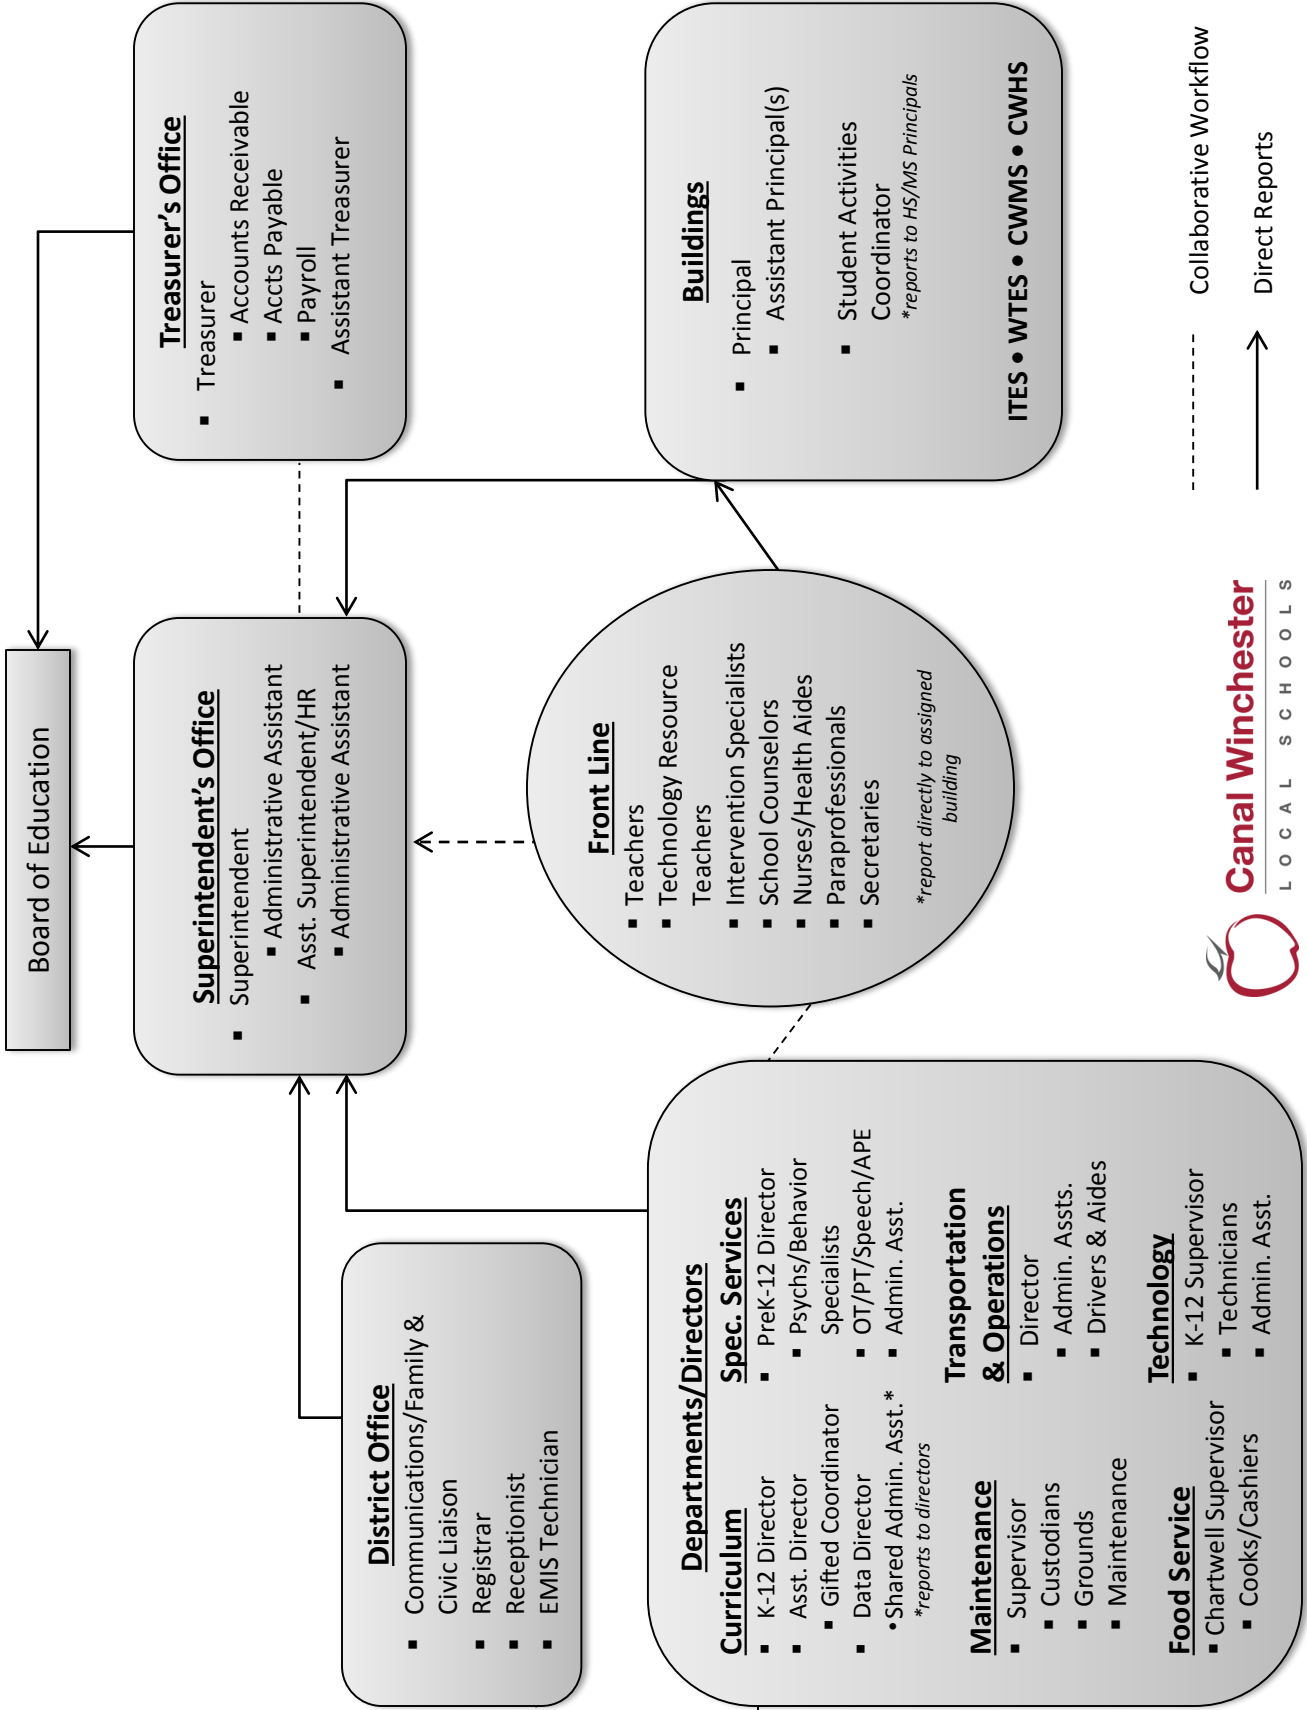 Board of Education
Superintendent's Office
▪ Superintendent
▪ Administrative Assistant
▪ Asst. Superintendent/HR
▪ Administrative Assistant
Treasurer's Office
▪ Treasurer
▪ Accounts Receivable
▪ Accts Payable
▪ Payroll
▪ Assistant Treasurer
District Office
▪ Communications/Family &
Civic Liaison
▪ Registrar
▪ Receptionist
▪ EMIS Technician
Front Line
▪ Teachers
▪ Technology Resource
Teachers
▪ Intervention Specialists
▪ School Counselors
▪ Nurses/Health Aides
▪ Paraprofessionals
▪ Secretaries
*report directly to assigned
building
Buildings
▪ Principal
▪ Assistant Principal(s)
▪ Student Activities
Coordinator
*reports to HS/MS Principals
ITES • WTES • CWMS • CWHS
Departments/Directors
Curriculum
▪ K-12 Director
▪ Asst. Director
▪ Gifted Coordinator
▪ Data Director
•Shared Admin. Asst.*
*reports to directors
Spec. Services
▪ PreK-12 Director
▪ Psychs/Behavior
Specialists
▪ OT/PT/Speech/APE
▪ Admin. Asst.
Maintenance
▪ Supervisor
▪ Custodians
▪ Grounds
▪ Maintenance
Transportation
& Operations
▪ Director
▪ Admin. Assts.
▪ Drivers & Aides
Food Service
▪ Chartwell Supervisor
▪ Cooks/Cashiers
Technology
▪ K-12 Supervisor
▪ Technicians
▪ Admin. Asst.
Canal Winchester
LOCAL SCHOOLS
Collaborative Workflow
Direct Reports